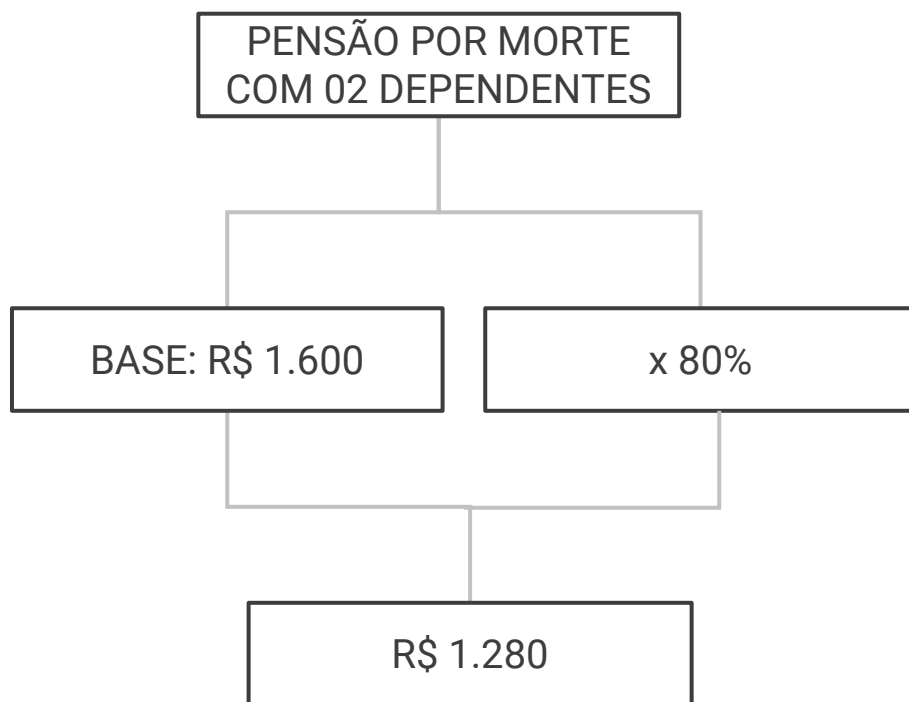 PENSÃO POR MORTE
COM 02 DEPENDENTES
BASE: R$ 1.600
x 80%
R$ 1.280